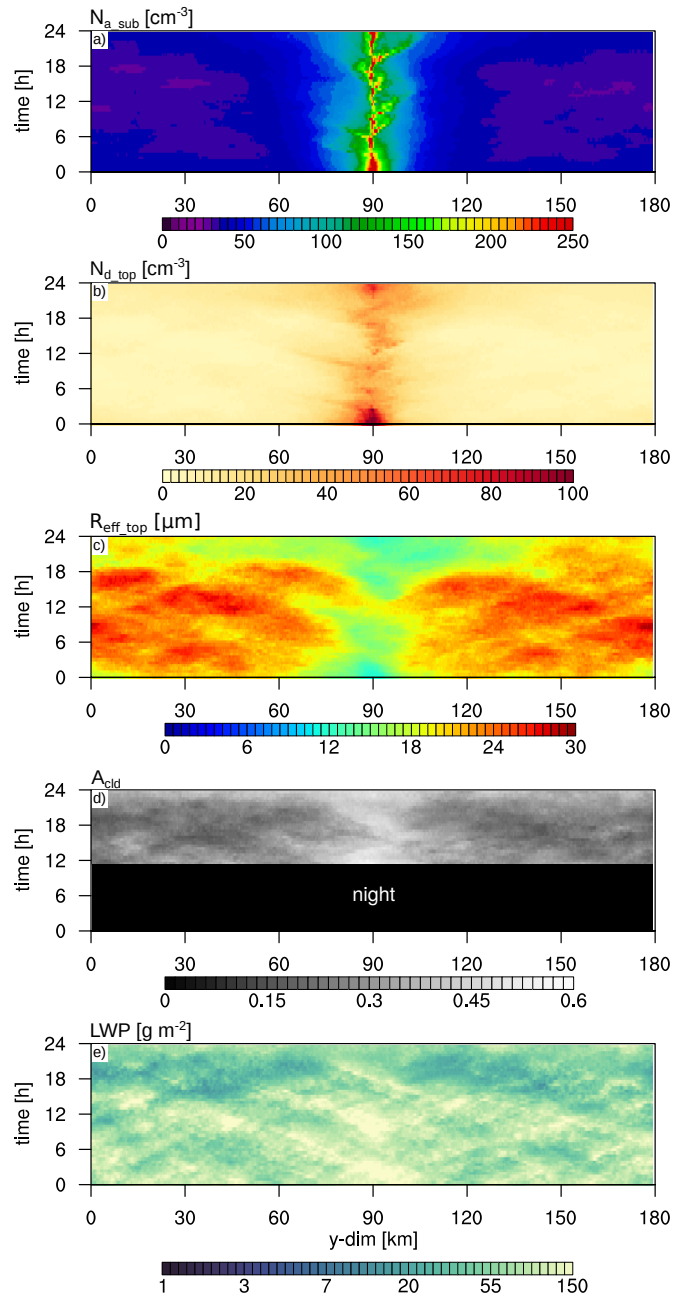 N_a_sub [cm-3]
a)
time [h]
24
18
12
6
0
0 30 60 90 120 150 180
0 50 100 150 200 250
N_d_top [cm-3]
b)
time [h]
24
18
12
6
0
0 30 60 90 120 150 180
0 20 40 60 80 100
R_eff_top [μm]
c)
time [h]
24
18
12
6
0
0 30 60 90 120 150 180
0 6 12 18 24 30
A_cld
d)
time [h]
24
18
12
6
0
night
0 30 60 90 120 150 180
0 0.15 0.3 0.45 0.6
LWP [g m-2]
e)
time [h]
24
18
12
6
0
0 30 60 90 120 150 180
y-dim [km]
1 3 7 20 55 150